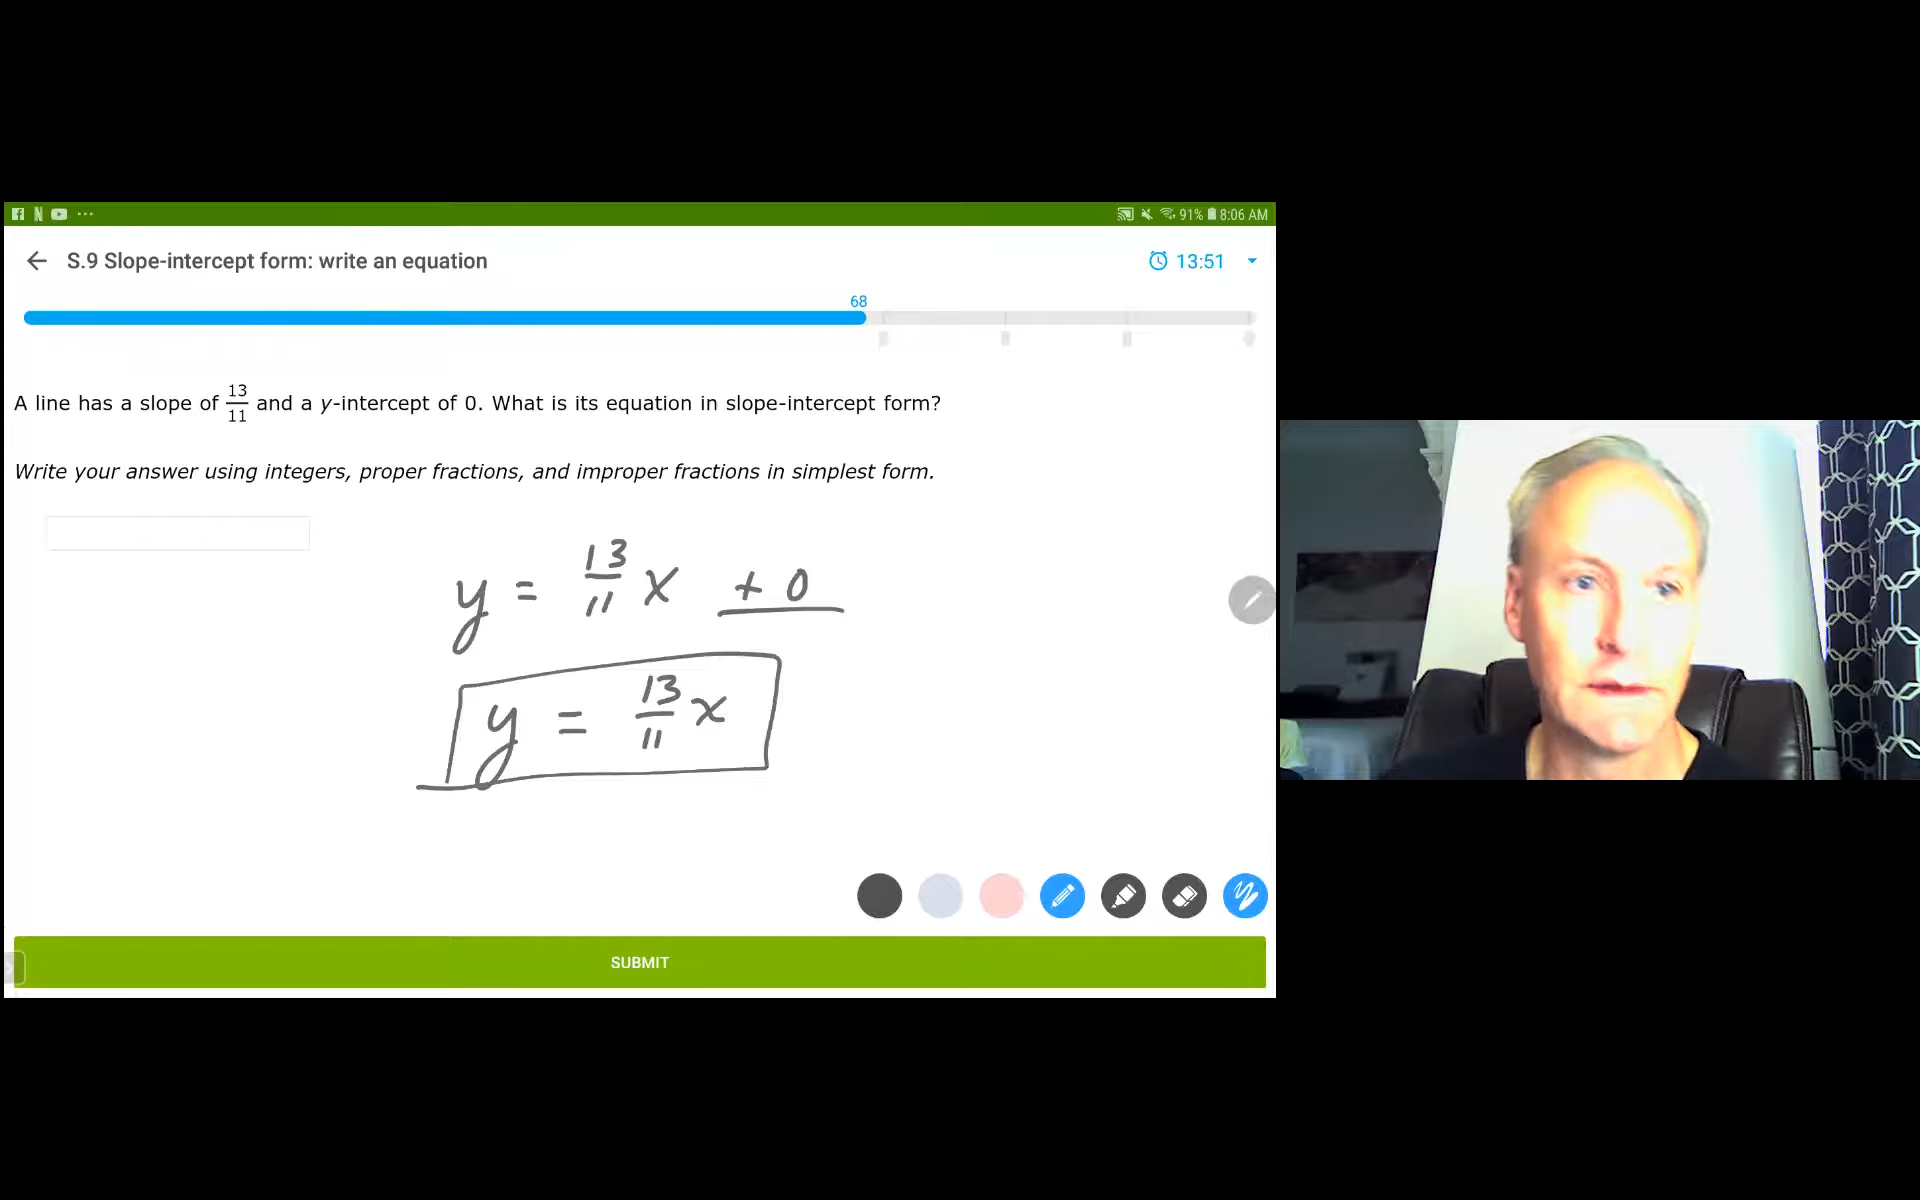 91% 8:06 AM
S.9 Slope-intercept form: write an equation
13:51
68
A line has a slope of 13/11 and a y-intercept of 0. What is its equation in slope-intercept form?
Write your answer using integers, proper fractions, and improper fractions in simplest form.
y = 13/11 x + 0
y = 13/11 x
SUBMIT